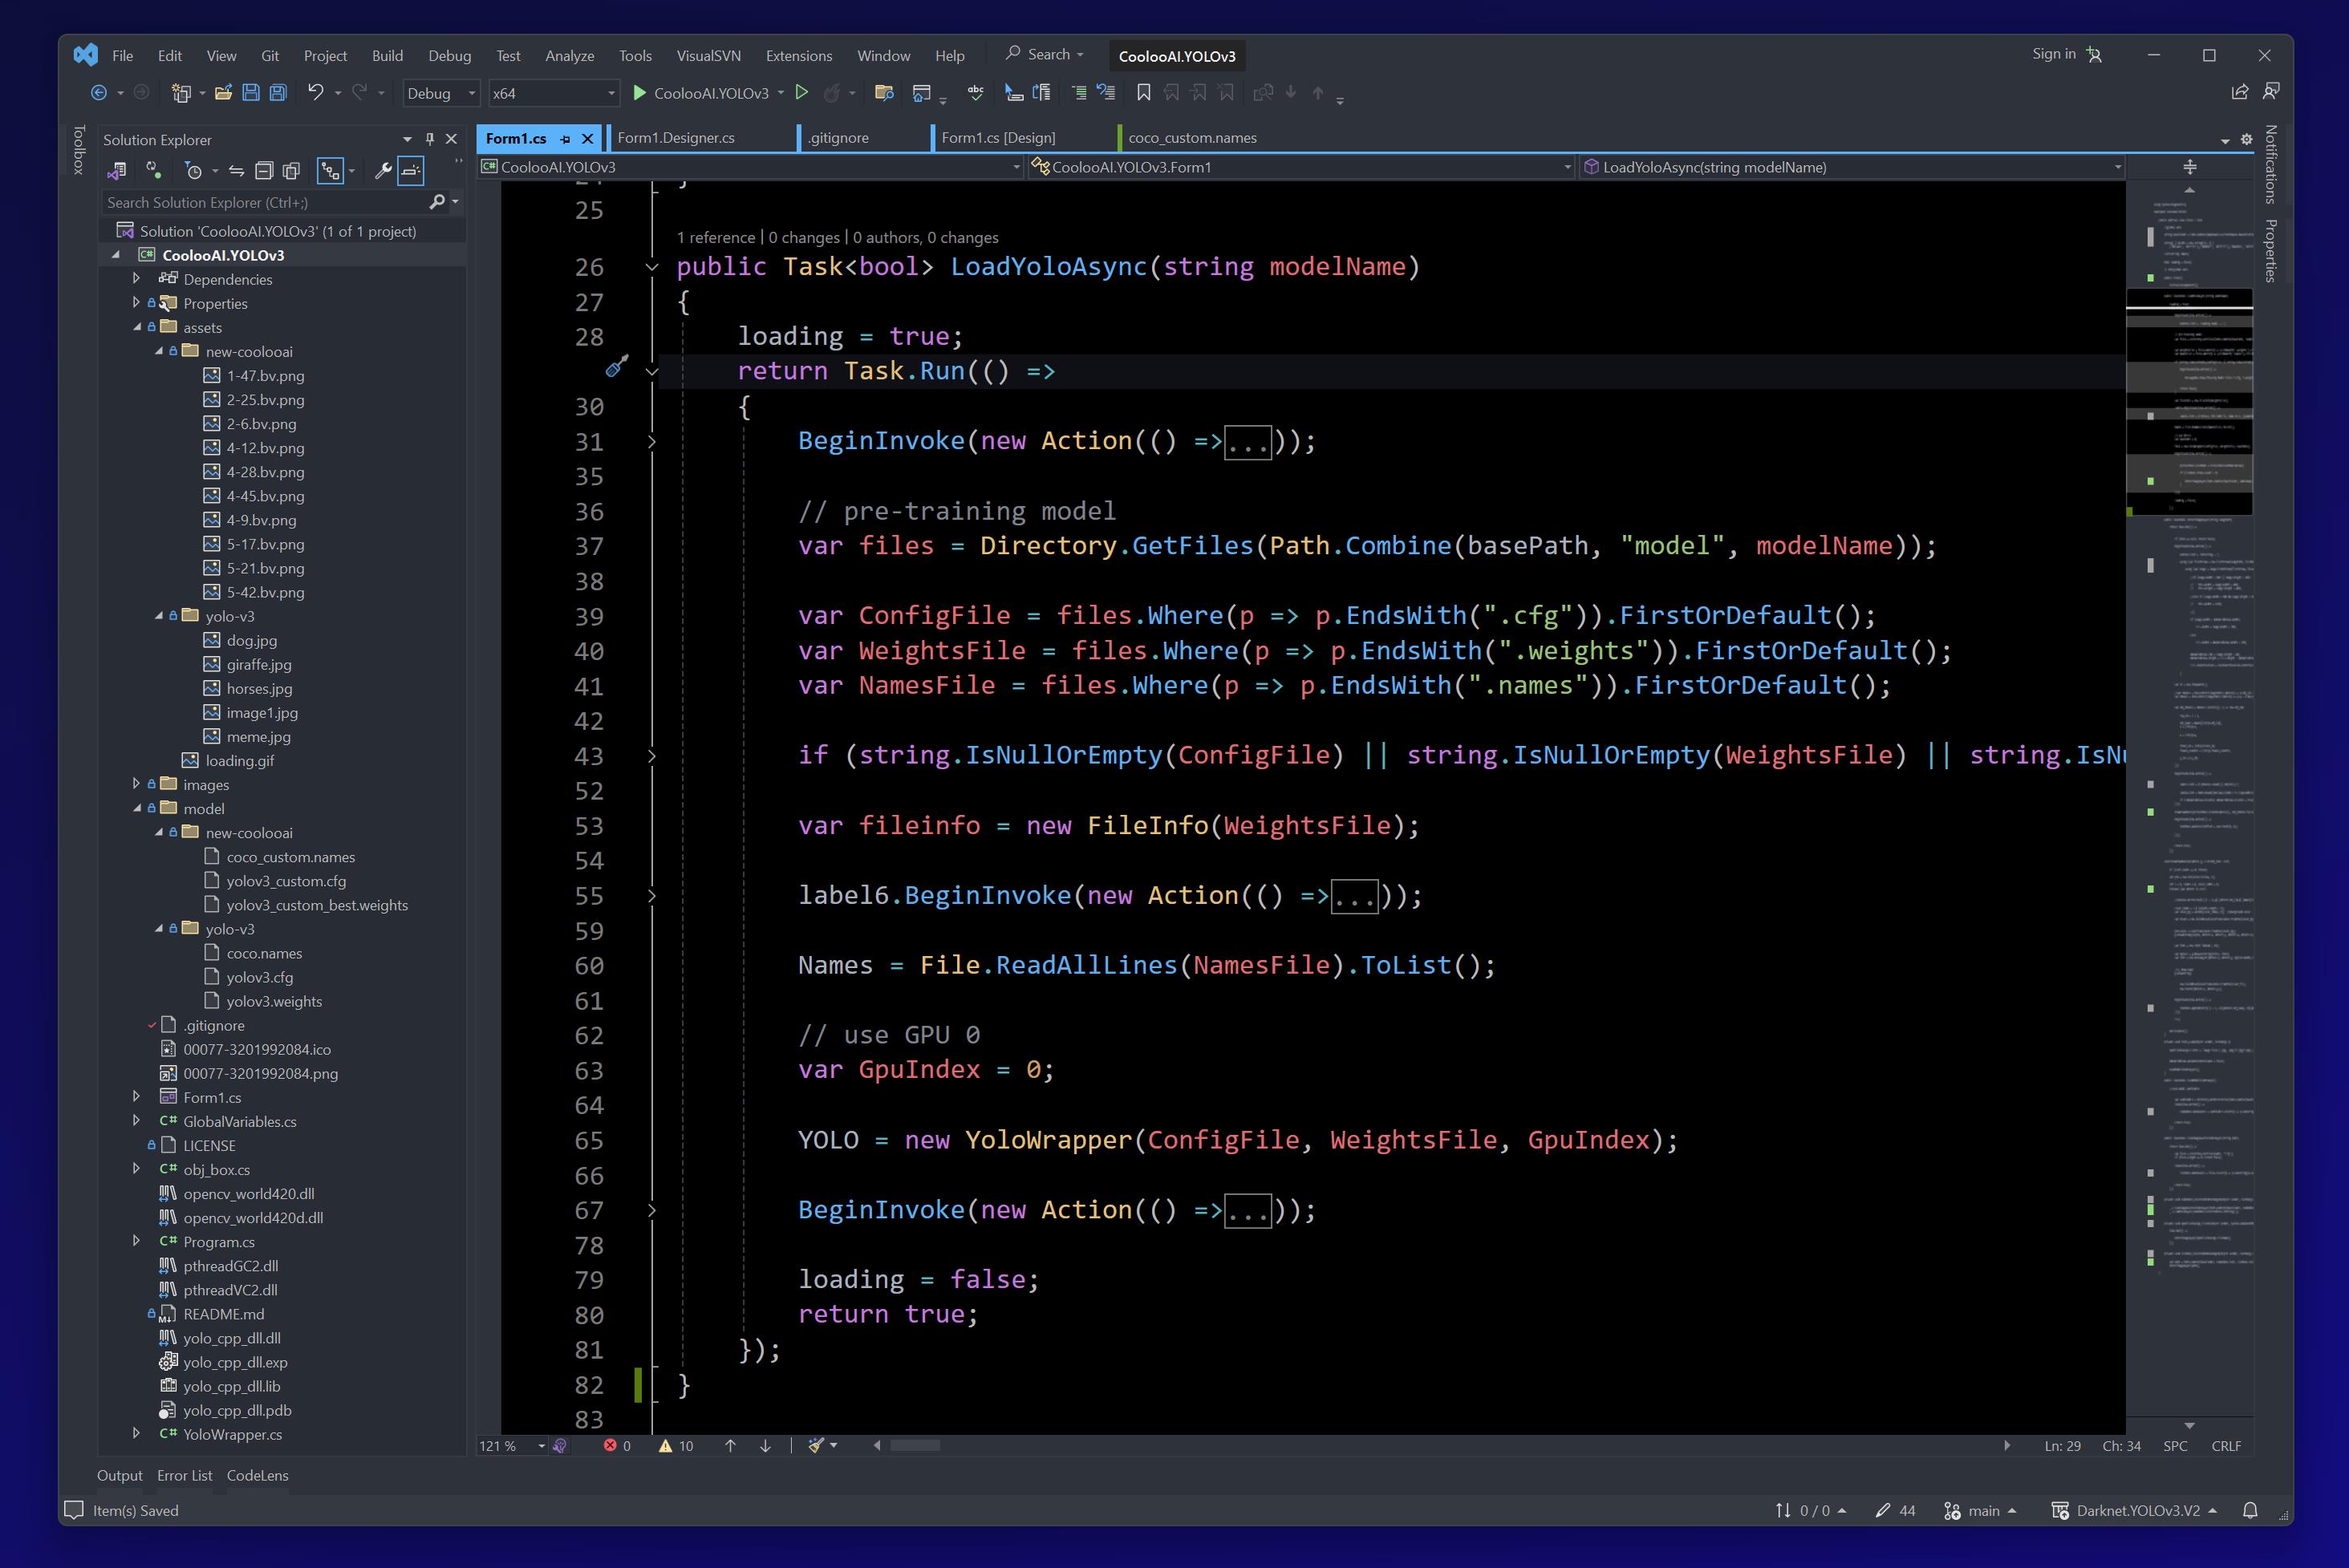 File Edit View Git Project Build Debug Test Analyze Tools VisualSVN Extensions Window Help Search CoolooAI.YOLOv3 Sign in
Debug x64 CoolooAI.YOLOv3
Toolbox
Solution Explorer
Search Solution Explorer (Ctrl+;)
Solution 'CoolooAI.YOLOv3' (1 of 1 project)
CoolooAI.YOLOv3
Dependencies
Properties
assets
new-coolooai
1-47.bv.png
2-25.bv.png
2-6.bv.png
4-12.bv.png
4-28.bv.png
4-45.bv.png
4-9.bv.png
5-17.bv.png
5-21.bv.png
5-42.bv.png
yolo-v3
dog.jpg
giraffe.jpg
horses.jpg
image1.jpg
meme.jpg
loading.gif
images
model
new-coolooai
coco_custom.names
yolov3_custom.cfg
yolov3_custom_best.weights
yolo-v3
coco.names
yolov3.cfg
yolov3.weights
.gitignore
00077-3201992084.ico
00077-3201992084.png
Form1.cs
GlobalVariables.cs
LICENSE
obj_box.cs
opencv_world420.dll
opencv_world420d.dll
Program.cs
pthreadGC2.dll
pthreadVC2.dll
README.md
yolo_cpp_dll.dll
yolo_cpp_dll.exp
yolo_cpp_dll.lib
yolo_cpp_dll.pdb
YoloWrapper.cs
Form1.cs Form1.Designer.cs .gitignore Form1.cs [Design] coco_custom.names
CoolooAI.YOLOv3 CoolooAI.YOLOv3.Form1 LoadYoloAsync(string modelName)
25
1 reference | 0 changes | 0 authors, 0 changes
26 public Task<bool> LoadYoloAsync(string modelName)
27 {
28 loading = true;
return Task.Run(() =>
30 {
31 BeginInvoke(new Action(() =>...));
35
36 // pre-training model
37 var files = Directory.GetFiles(Path.Combine(basePath, "model", modelName));
38
39 var ConfigFile = files.Where(p => p.EndsWith(".cfg")).FirstOrDefault();
40 var WeightsFile = files.Where(p => p.EndsWith(".weights")).FirstOrDefault();
41 var NamesFile = files.Where(p => p.EndsWith(".names")).FirstOrDefault();
42
43 if (string.IsNullOrEmpty(ConfigFile) || string.IsNullOrEmpty(WeightsFile) || string.IsNu
52
53 var fileinfo = new FileInfo(WeightsFile);
54
55 label6.BeginInvoke(new Action(() =>...));
59
60 Names = File.ReadAllLines(NamesFile).ToList();
61
62 // use GPU 0
63 var GpuIndex = 0;
64
65 YOLO = new YoloWrapper(ConfigFile, WeightsFile, GpuIndex);
66
67 BeginInvoke(new Action(() =>...));
78
79 loading = false;
80 return true;
81 });
82 }
83
Notifications
Properties
121 % 0 10 Ln: 29 Ch: 34 SPC CRLF
Output Error List CodeLens
Item(s) Saved 0 / 0 44 main Darknet.YOLOv3.V2